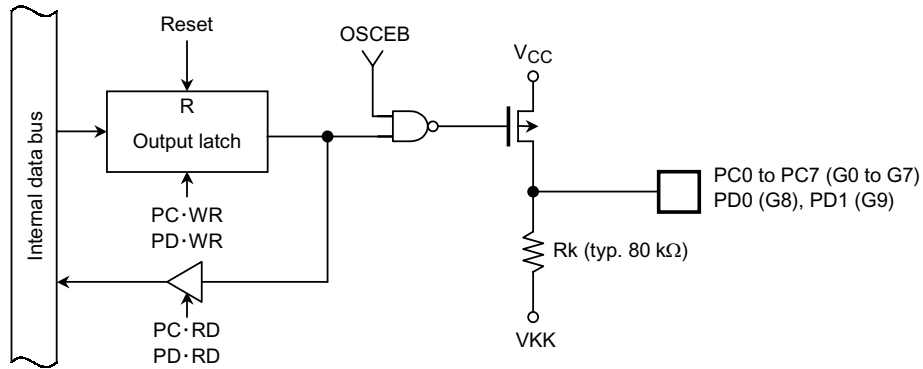 Reset
OSCEB
VCC
R
Output latch
Internal data bus
PC·WR
PD·WR
PC0 to PC7 (G0 to G7)
PD0 (G8), PD1 (G9)
Rk (typ. 80 kΩ)
PC·RD
PD·RD
VKK